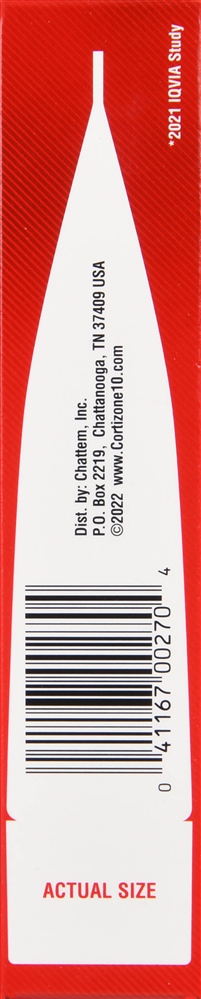 *2021 IQVIA Study
Dist. by: Chattem, Inc.
P.O. Box 2219, Chattanooga, TN 37409 USA
©2022 www.Cortizone10.com
0 41167 00270 4
ACTUAL SIZE